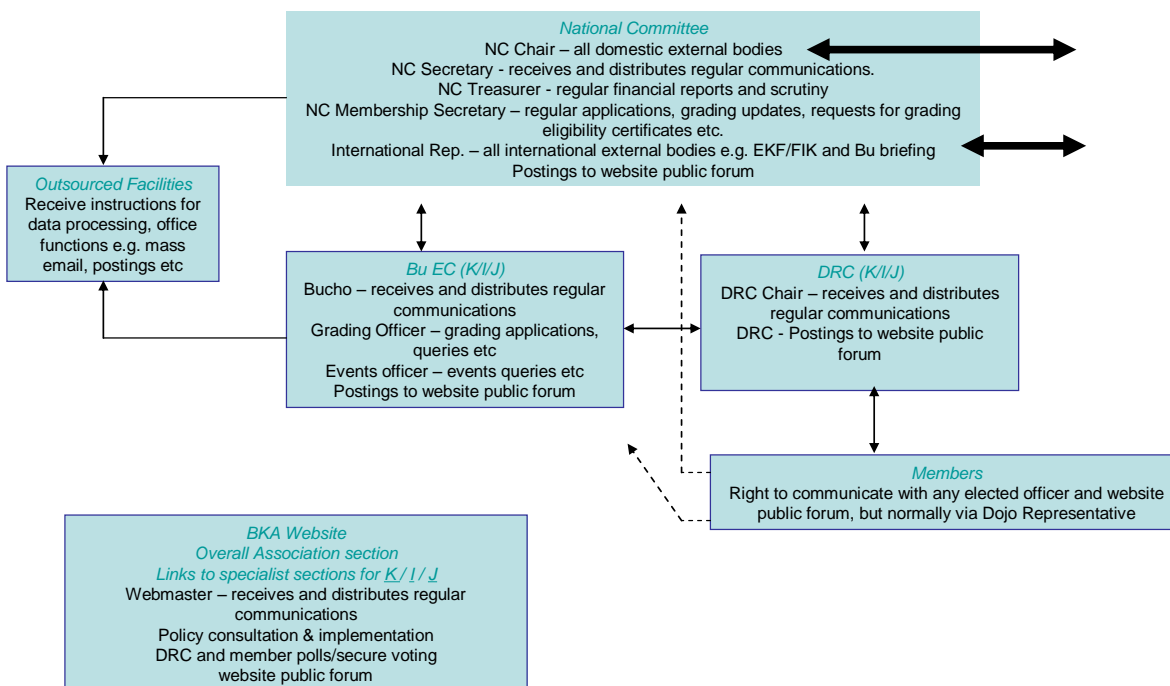 National Committee
NC Chair – all domestic external bodies
NC Secretary - receives and distributes regular communications.
NC Treasurer - regular financial reports and scrutiny
NC Membership Secretary – regular applications, grading updates, requests for grading
eligibility certificates etc.
International Rep. – all international external bodies e.g. EKF/FIK and Bu briefing
Postings to website public forum
Outsourced Facilities
Receive instructions for
data processing, office
functions e.g. mass
email, postings etc
Bu EC (K/I/J)
Bucho – receives and distributes regular
communications
Grading Officer – grading applications,
queries etc
Events officer – events queries etc
Postings to website public forum
DRC (K/I/J)
DRC Chair – receives and distributes
regular communications
DRC - Postings to website public
forum
Members
Right to communicate with any elected officer and website
public forum, but normally via Dojo Representative
BKA Website
Overall Association section
Links to specialist sections for K / I / J
Webmaster – receives and distributes regular
communications
Policy consultation & implementation
DRC and member polls/secure voting
website public forum